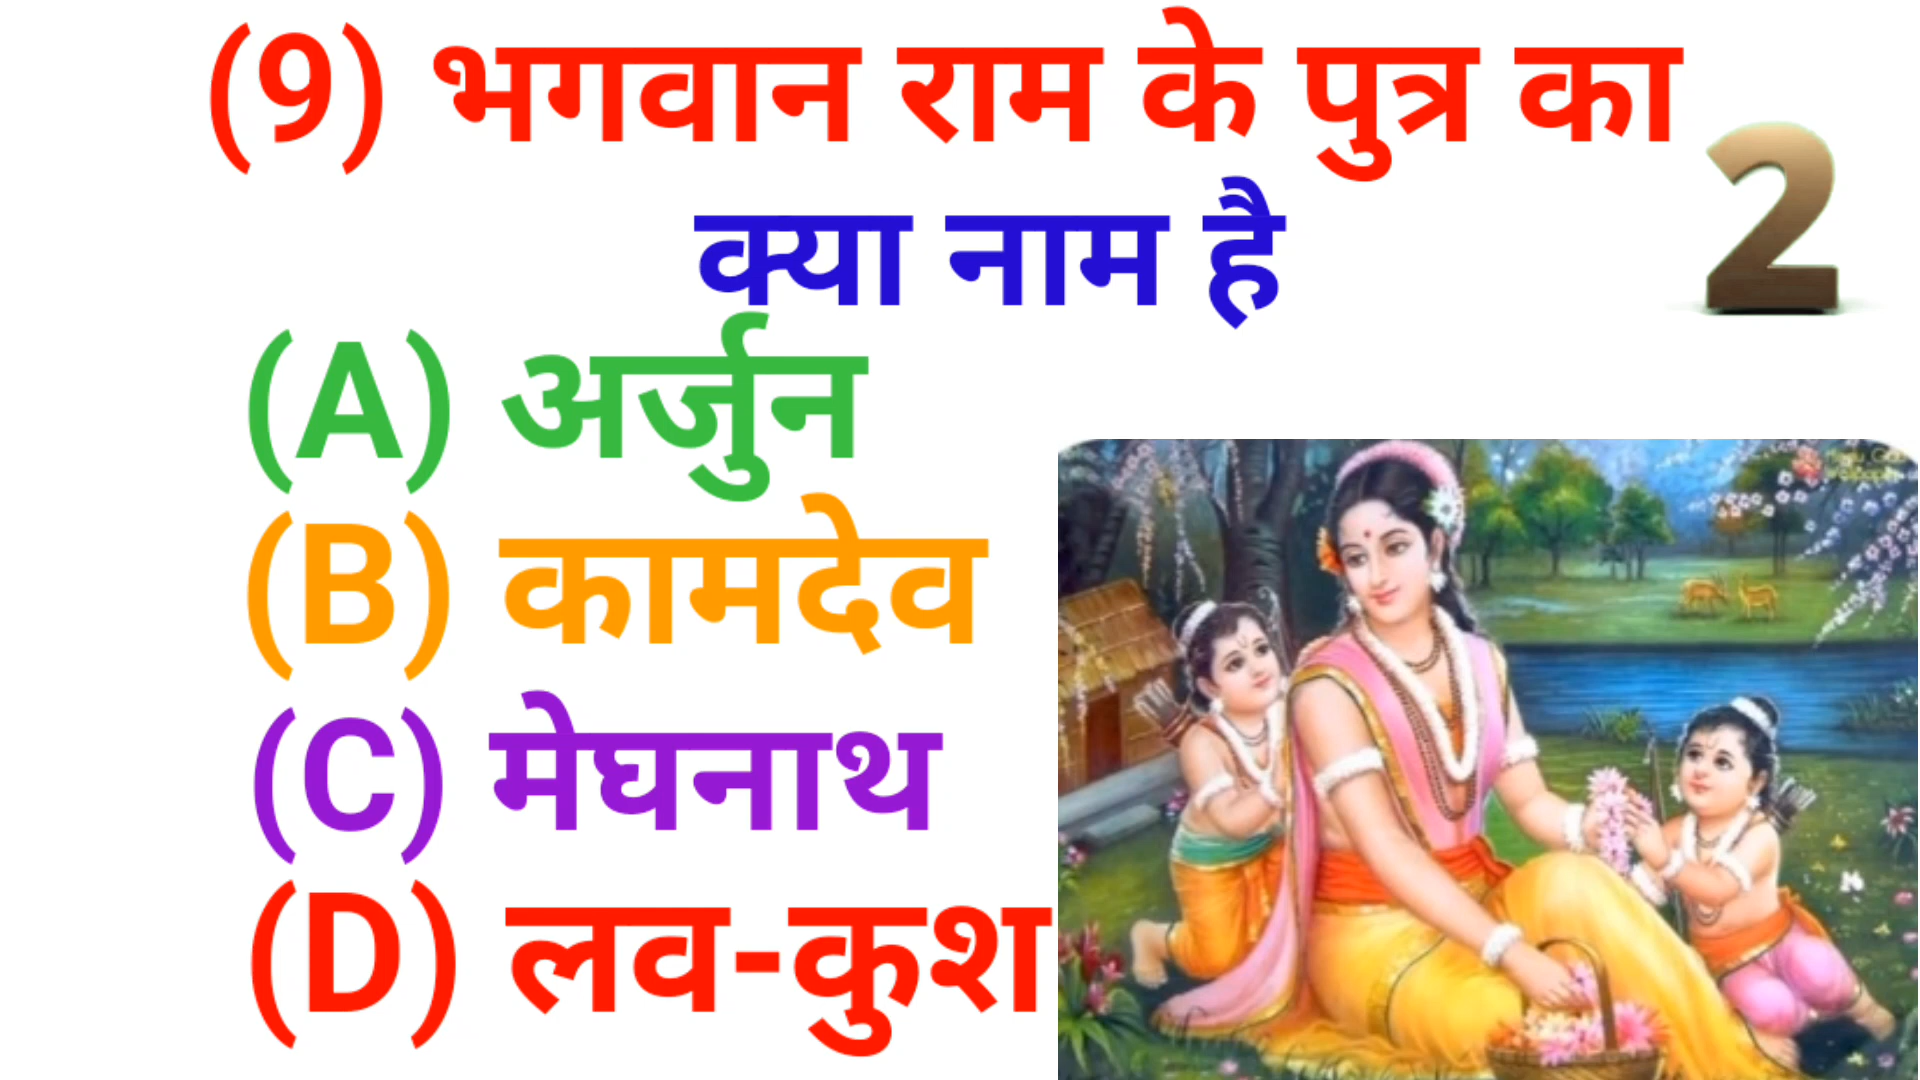 (9) भगवान राम के पुत्र का
क्या नाम है
2
(A) अर्जुन
(B) कामदेव
(C) मेघनाथ
(D) लव-कुश